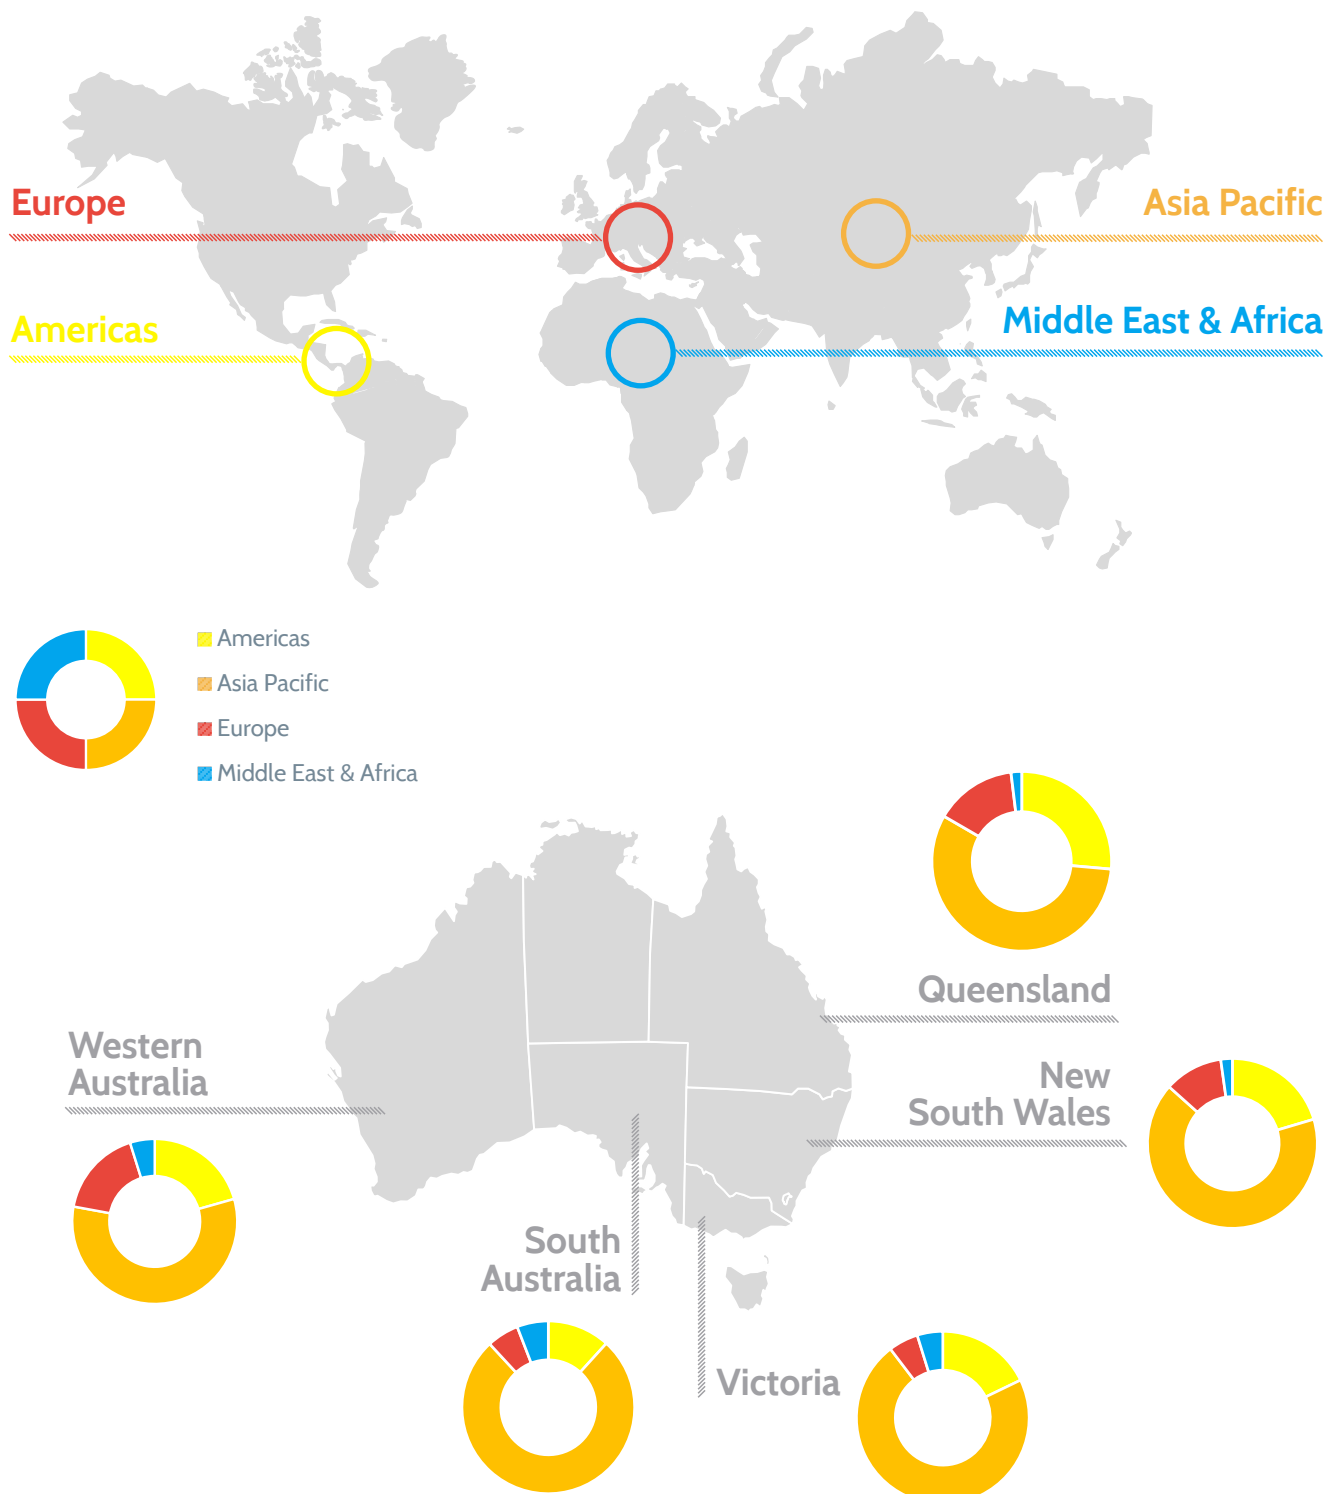 Europe
Asia Pacific
Americas
Middle East & Africa
Americas
Asia Pacific
Europe
Middle East & Africa
Queensland
Western
Australia
New
South Wales
South
Australia
Victoria